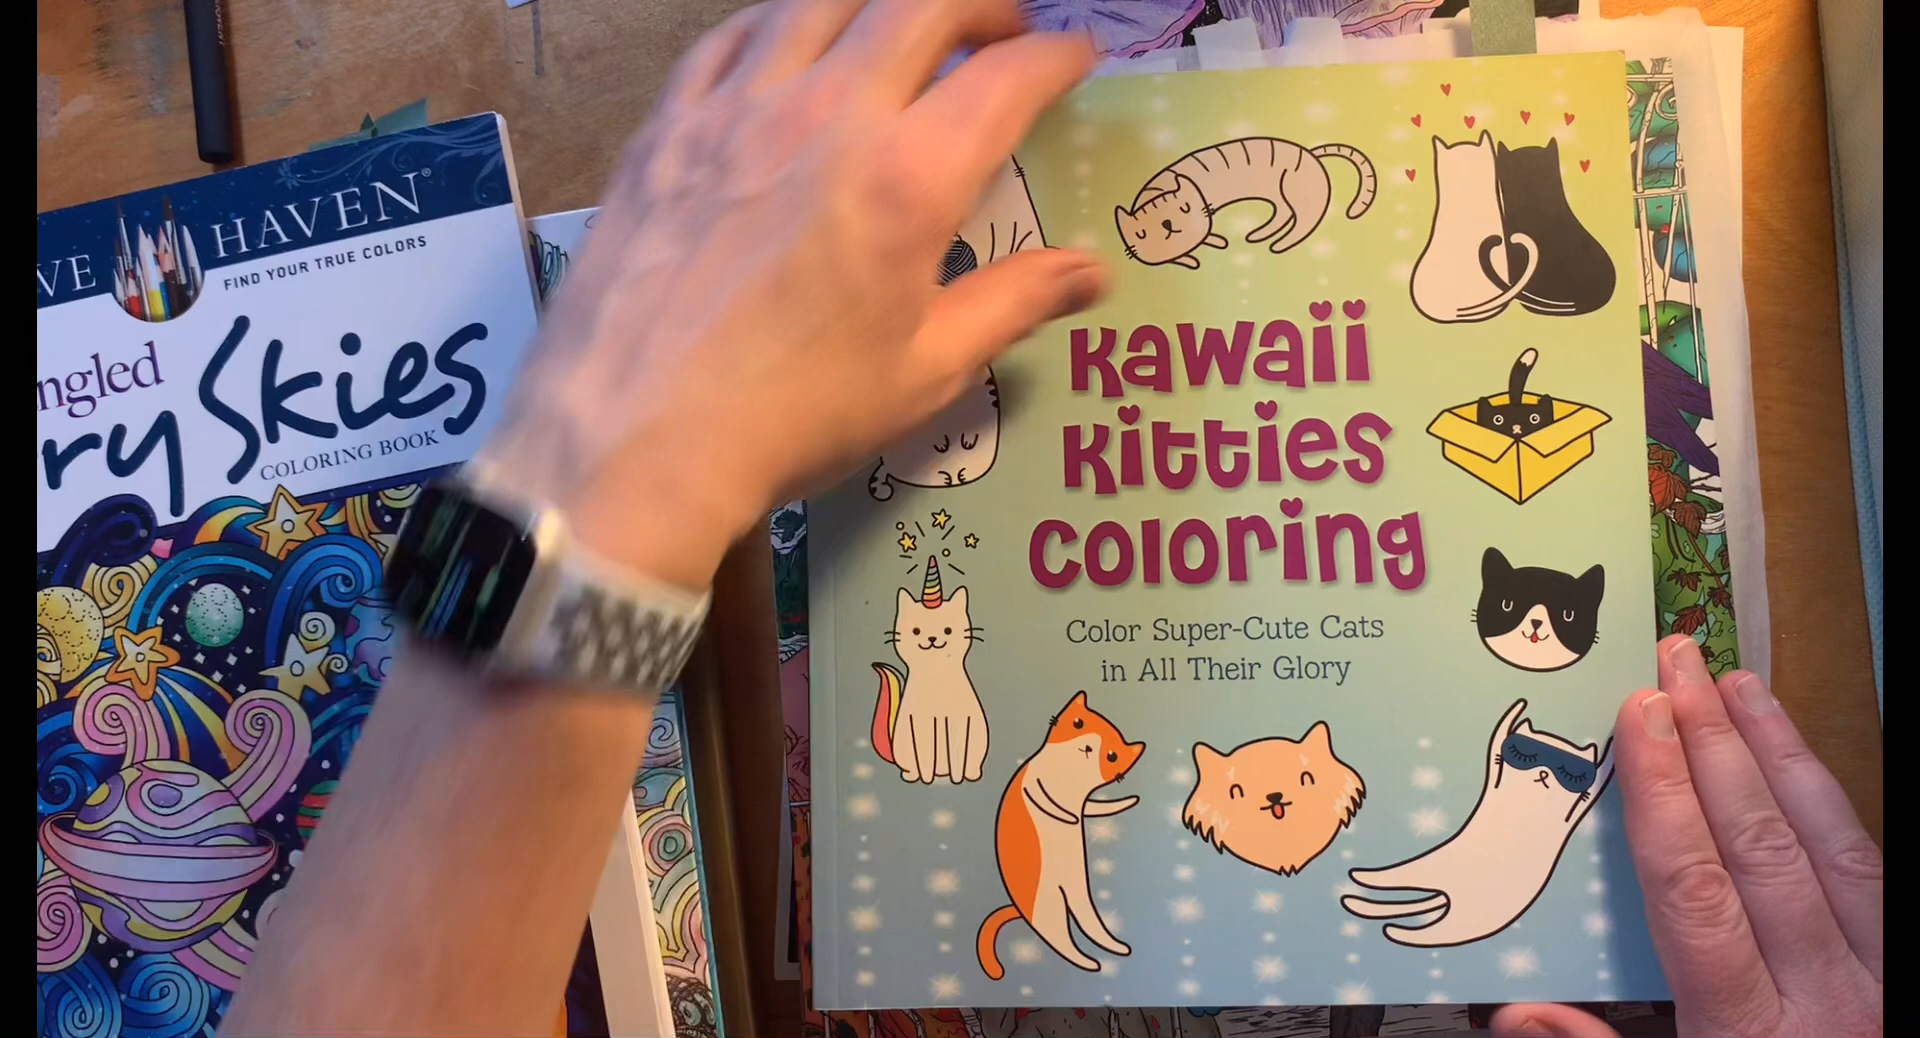 VE HAVEN®
FIND YOUR TRUE COLORS
ngled
ry Skies
COLORING BOOK
Kawaii
Kitties
Coloring
Color Super-Cute Cats
in All Their Glory